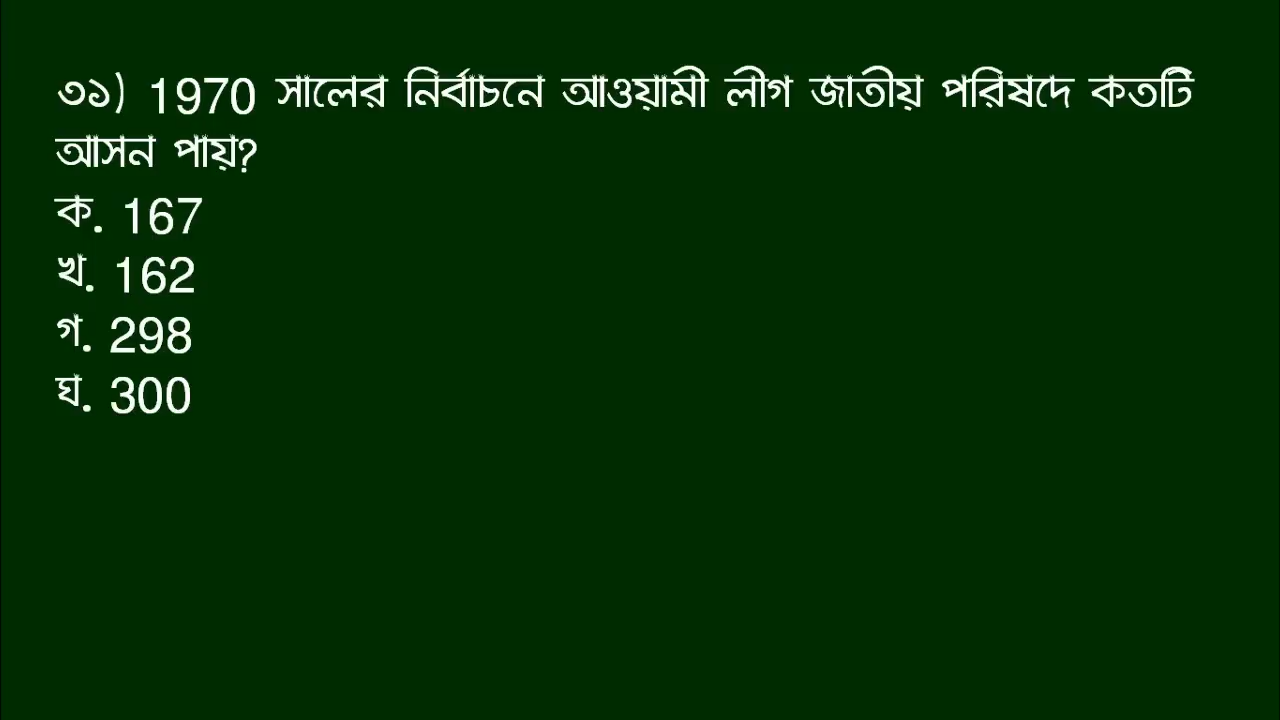 ৩১) 1970 সালের নির্বাচনে আওয়ামী লীগ জাতীয় পরিষদে কতটি
আসন পায়?
ক. 167
খ. 162
গ. 298
ঘ. 300